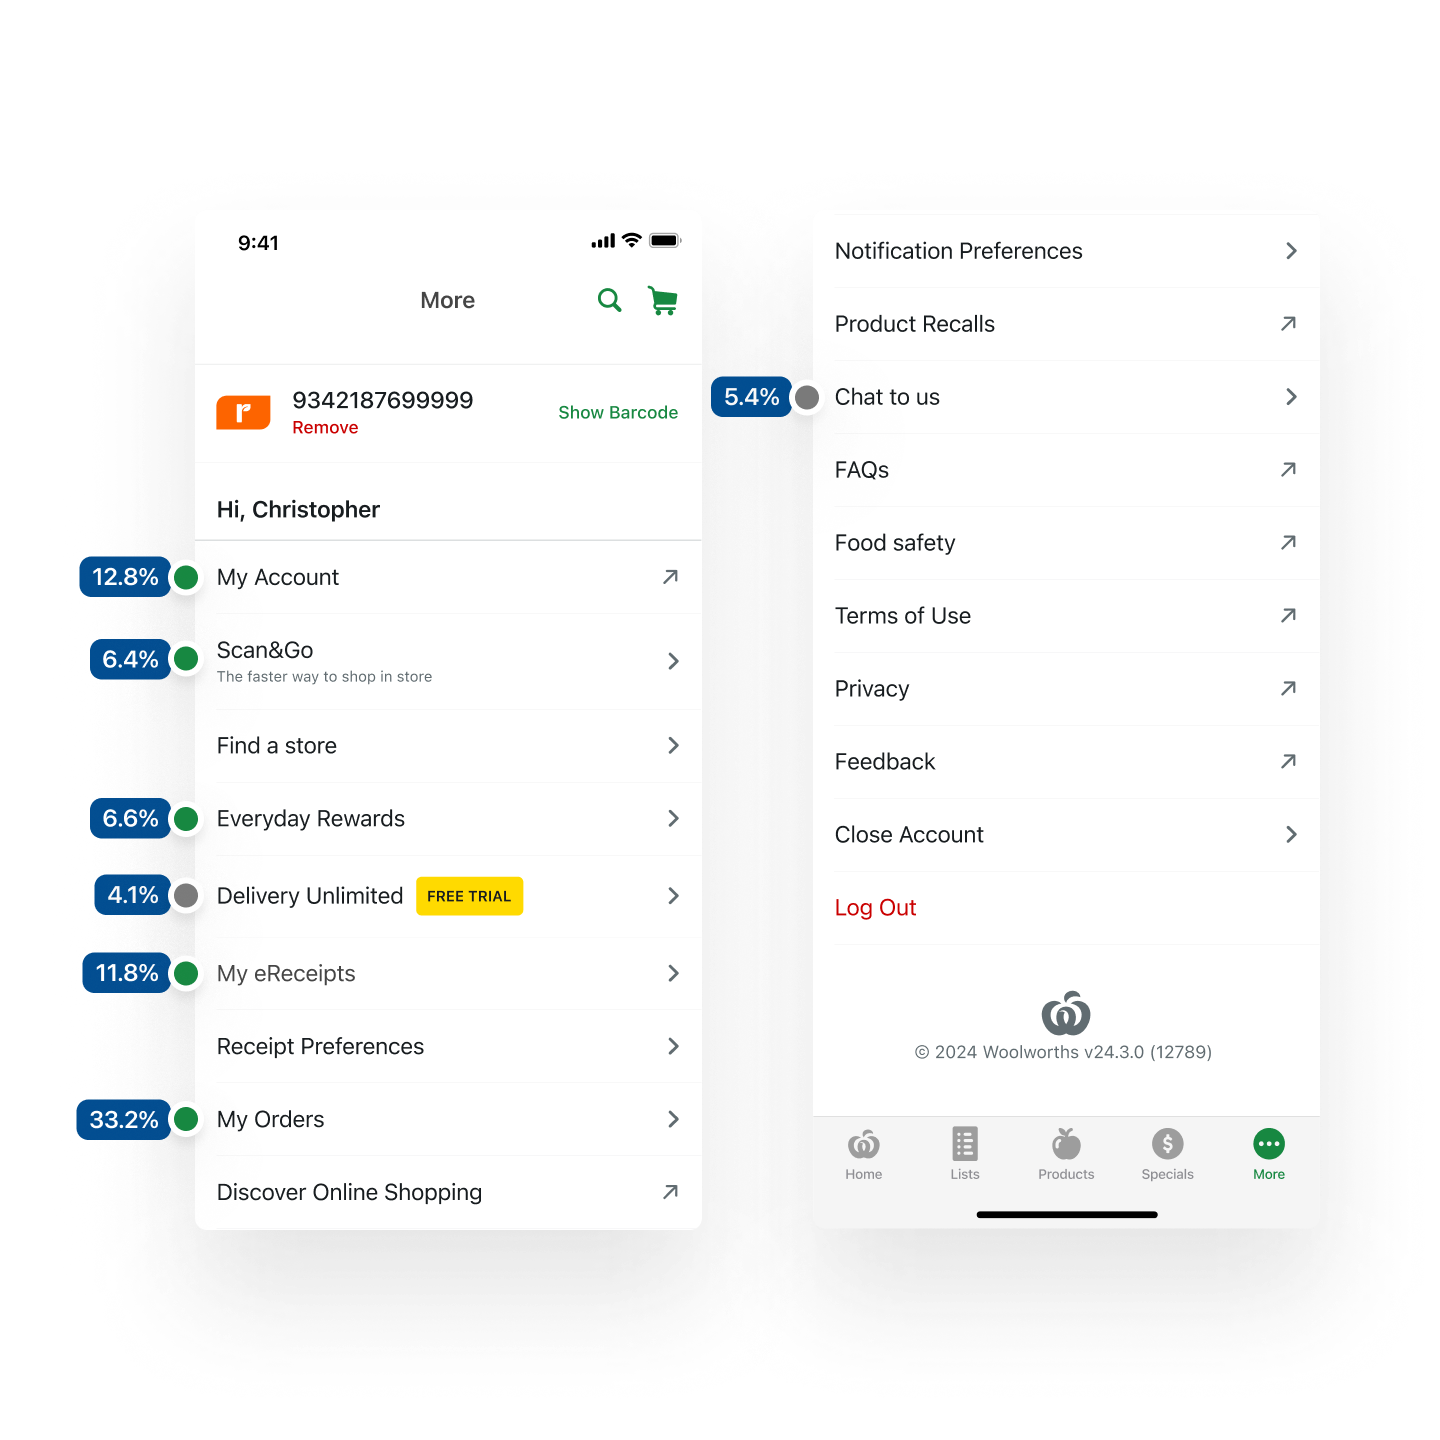 9:41
More
9342187699999
Remove
Show Barcode
Hi, Christopher
12.8%
My Account
6.4%
Scan&Go
The faster way to shop in store
Find a store
6.6%
Everyday Rewards
4.1%
Delivery Unlimited
FREE TRIAL
11.8%
My eReceipts
Receipt Preferences
33.2%
My Orders
Discover Online Shopping
Notification Preferences
Product Recalls
5.4%
Chat to us
FAQs
Food safety
Terms of Use
Privacy
Feedback
Close Account
Log Out
© 2024 Woolworths v24.3.0 (12789)
Home
Lists
Products
Specials
More